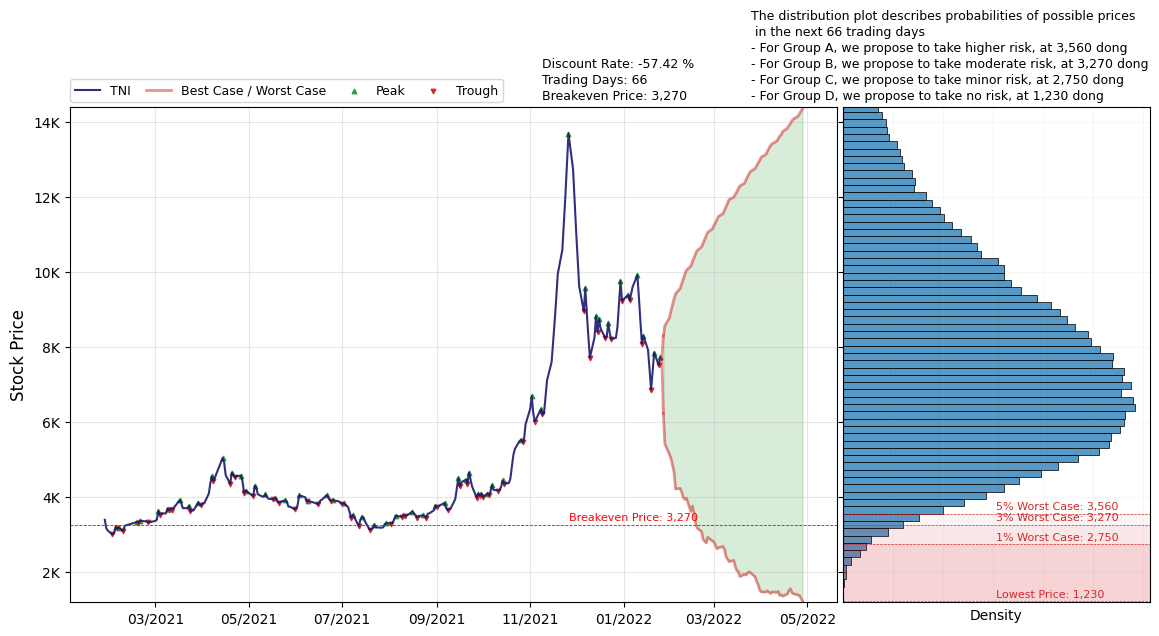 The distribution plot describes probabilities of possible prices
in the next 66 trading days
- For Group A, we propose to take higher risk, at 3,560 dong
- For Group B, we propose to take moderate risk, at 3,270 dong
- For Group C, we propose to take minor risk, at 2,750 dong
- For Group D, we propose to take no risk, at 1,230 dong
Discount Rate: -57.42 %
Trading Days: 66
Breakeven Price: 3,270
TNI
Best Case / Worst Case
Peak
Trough
Stock Price
14K
12K
10K
8K
6K
4K
2K
Breakeven Price: 3,270
5% Worst Case: 3,560
3% Worst Case: 3,270
1% Worst Case: 2,750
Lowest Price: 1,230
03/2021
05/2021
07/2021
09/2021
11/2021
01/2022
03/2022
05/2022
Density